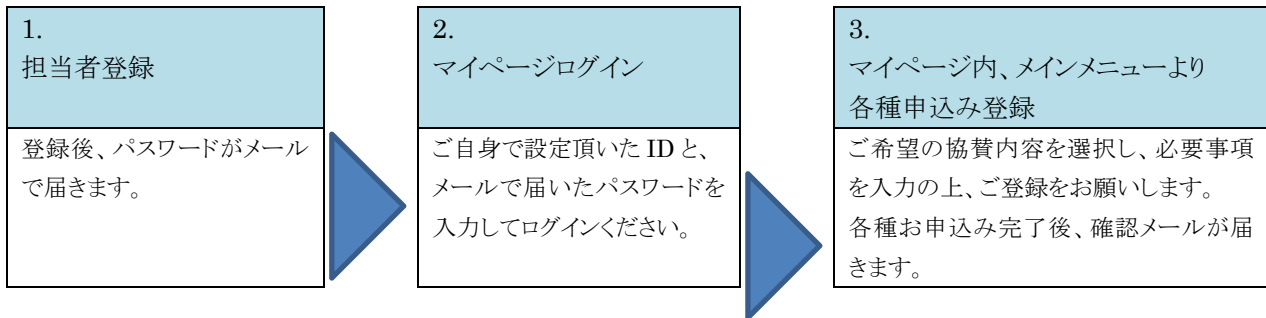 1.
担当者登録
登録後、パスワードがメール
で届きます。
2.
マイページログイン
ご自身で設定頂いた ID と、
メールで届いたパスワードを
入力してログインください。
3.
マイページ内、メインメニューより
各種申込み登録
ご希望の協賛内容を選択し、必要事項
を入力の上、ご登録をお願いします。
各種お申込み完了後、確認メールが届
きます。